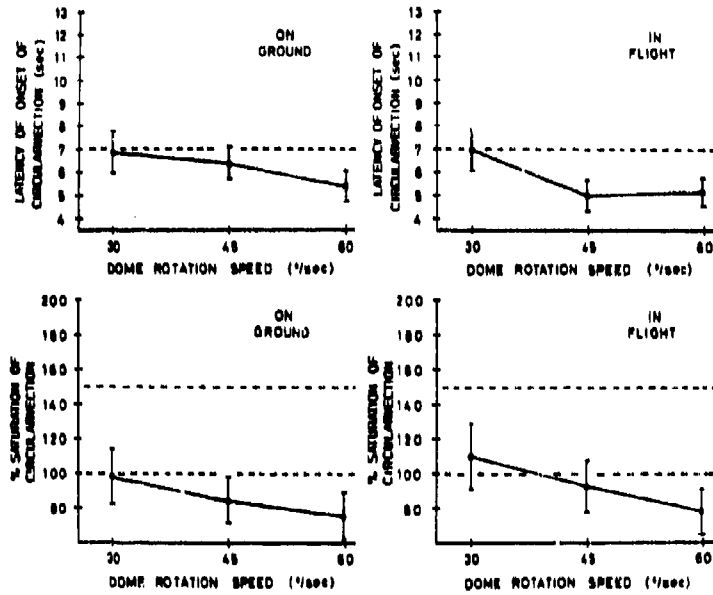 13
12
11
10
9
8
7
6
5
4
LATENCY OF ONSET OF
CIRCULARVECTION (sec)
ON
GROUND
30
45
60
DOME ROTATION SPEED (°/sec)
13
12
11
10
9
8
7
6
5
4
LATENCY OF ONSET OF
CIRCULARVECTION (sec)
IN
FLIGHT
30
45
60
DOME ROTATION SPEED (°/sec)
200
180
160
140
120
100
80
% SATURATION OF
CIRCULARVECTION
ON
GROUND
30
45
60
DOME ROTATION SPEED (°/sec)
200
180
160
140
120
100
80
% SATURATION OF
CIRCULARVECTION
IN
FLIGHT
30
45
60
DOME ROTATION SPEED (°/sec)